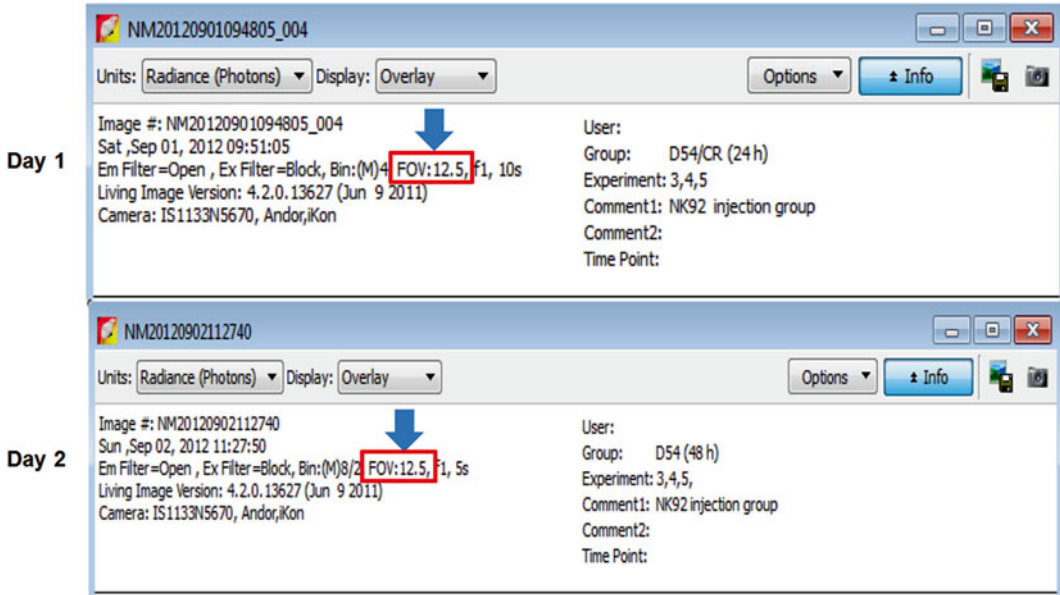 NM20120901094805_004
Units: Radiance (Photons) Display: Overlay Options Info
Day 1
Image #: NM20120901094805_004
Sat ,Sep 01, 2012 09:51:05
Em Filter=Open , Ex Filter=Block, Bin:(M)4 FOV:12.5, f1, 10s
Living Image Version: 4.2.0.13627 (Jun 9 2011)
Camera: IS1133N5670, Andor,iKon
User:
Group: D54/CR (24 h)
Experiment: 3,4,5
Comment1: NK92 injection group
Comment2:
Time Point:
NM20120902112740
Units: Radiance (Photons) Display: Overlay Options Info
Day 2
Image #: NM20120902112740
Sun ,Sep 02, 2012 11:27:50
Em Filter=Open , Ex Filter=Block, Bin:(M)8/2 FOV:12.5, f1, 5s
Living Image Version: 4.2.0.13627 (Jun 9 2011)
Camera: IS1133N5670, Andor,iKon
User:
Group: D54 (48 h)
Experiment: 3,4,5,
Comment1: NK92 injection group
Comment2:
Time Point: